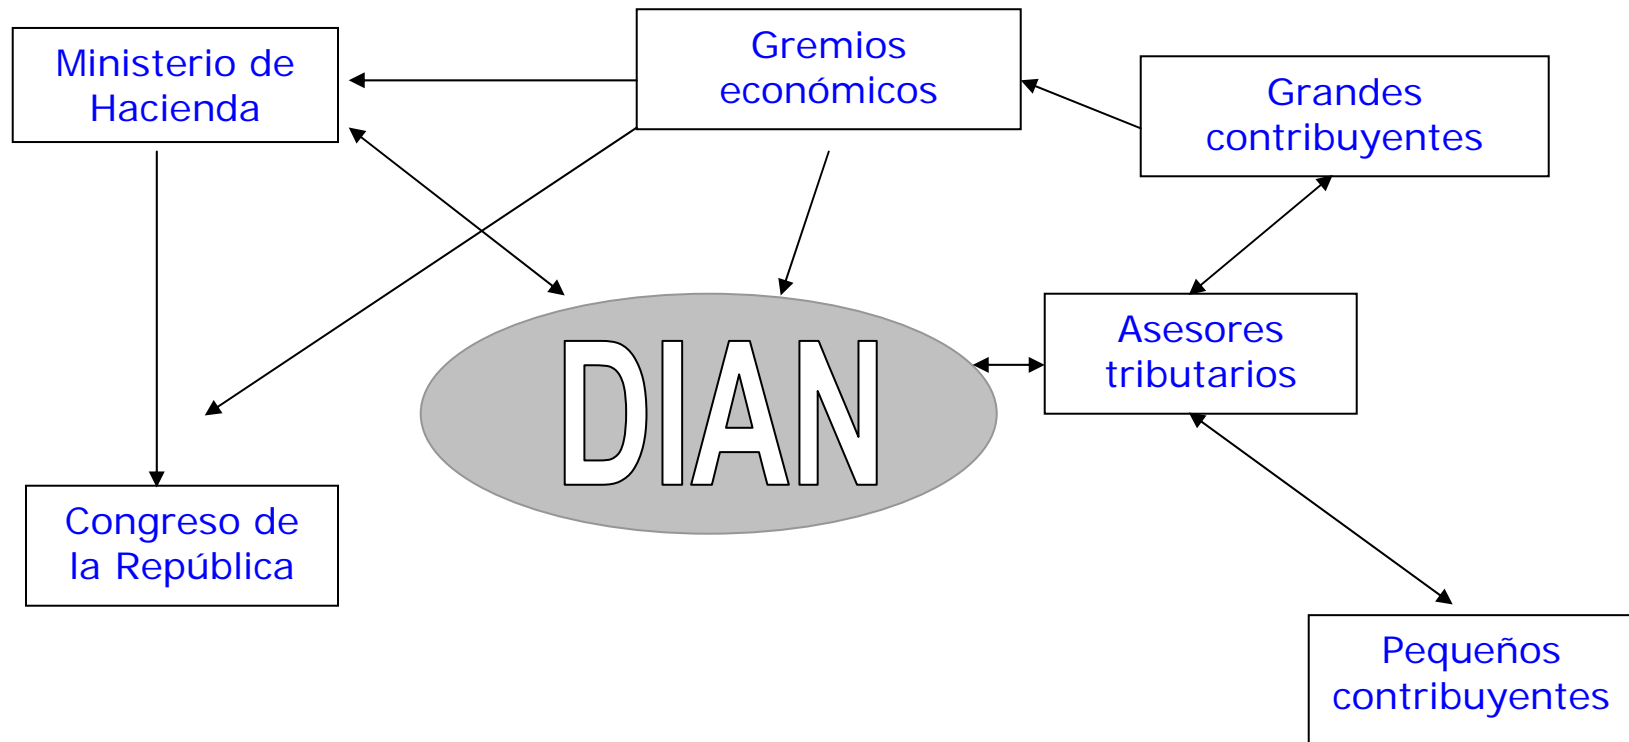 Ministerio de
Hacienda
Gremios
económicos
Grandes
contribuyentes
DIAN
Asesores
tributarios
Congreso de
la República
Pequeños
contribuyentes